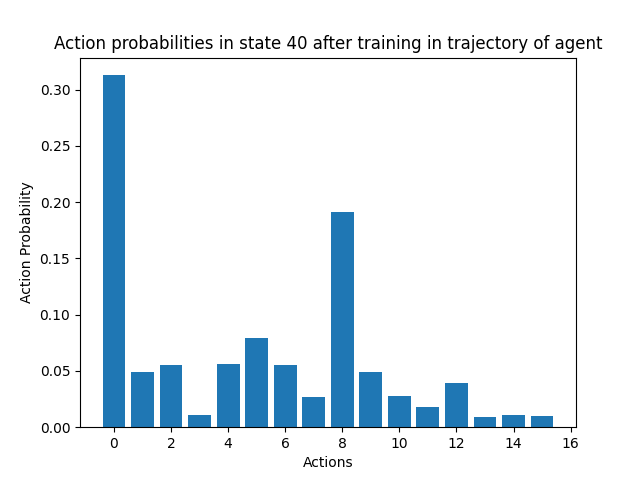 Action probabilities in state 40 after training in trajectory of agent
0.30
0.25
0.20
0.15
0.10
0.05
0.00
Action Probability
0 2 4 6 8 10 12 14 16
Actions